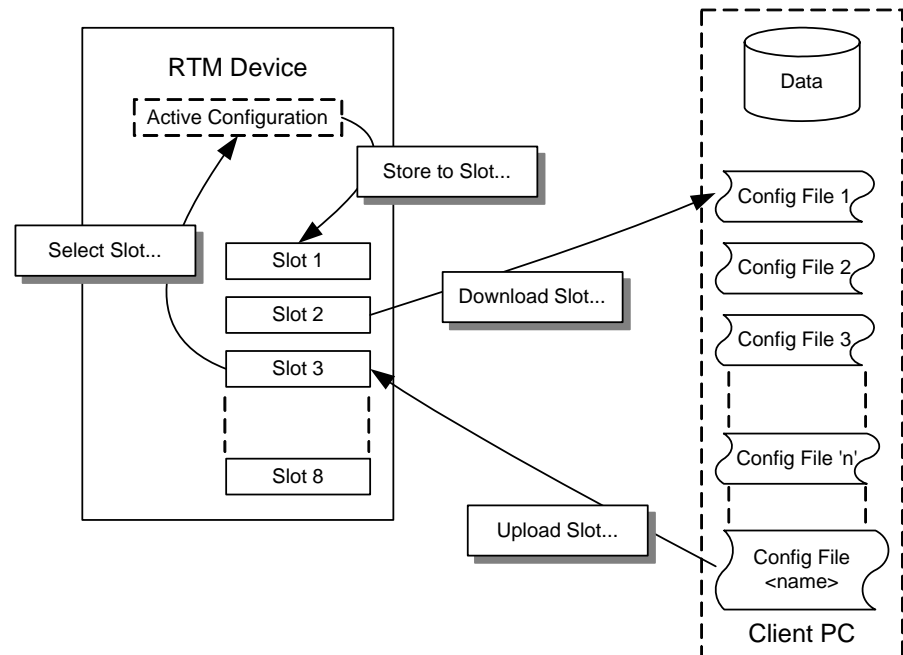 RTM Device
Active Configuration
Store to Slot...
Select Slot...
Slot 1
Slot 2
Slot 3
Slot 8
Download Slot...
Upload Slot...
Data
Config File 1
Config File 2
Config File 3
Config File 'n'
Config File
<name>
Client PC